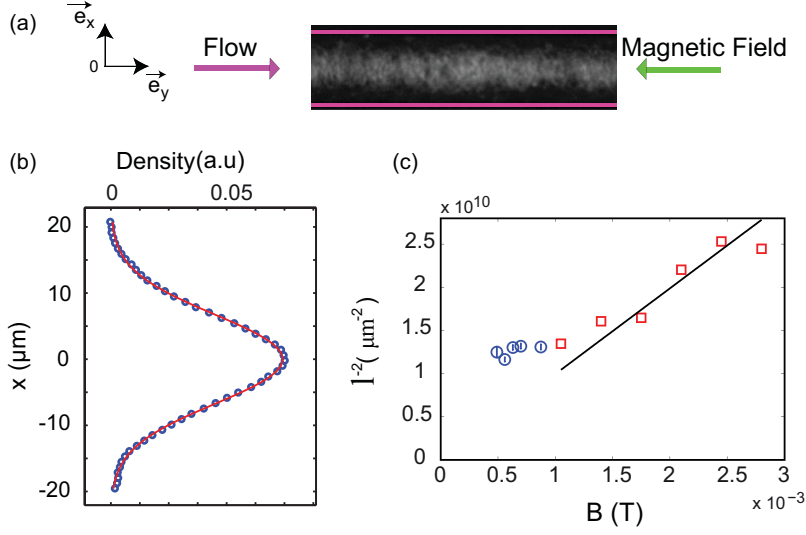 (a)
e_x
0
e_y
Flow
Magnetic Field
(b)
Density(a.u)
0 0.05
20
10
0
-10
-20
x (μm)
(c)
x 10^10
2.5
2.0
1.5
1.0
0.5
0
l^-2( μm^-2)
0 0.5 1 1.5 2 2.5 3
x 10^-3
B (T)